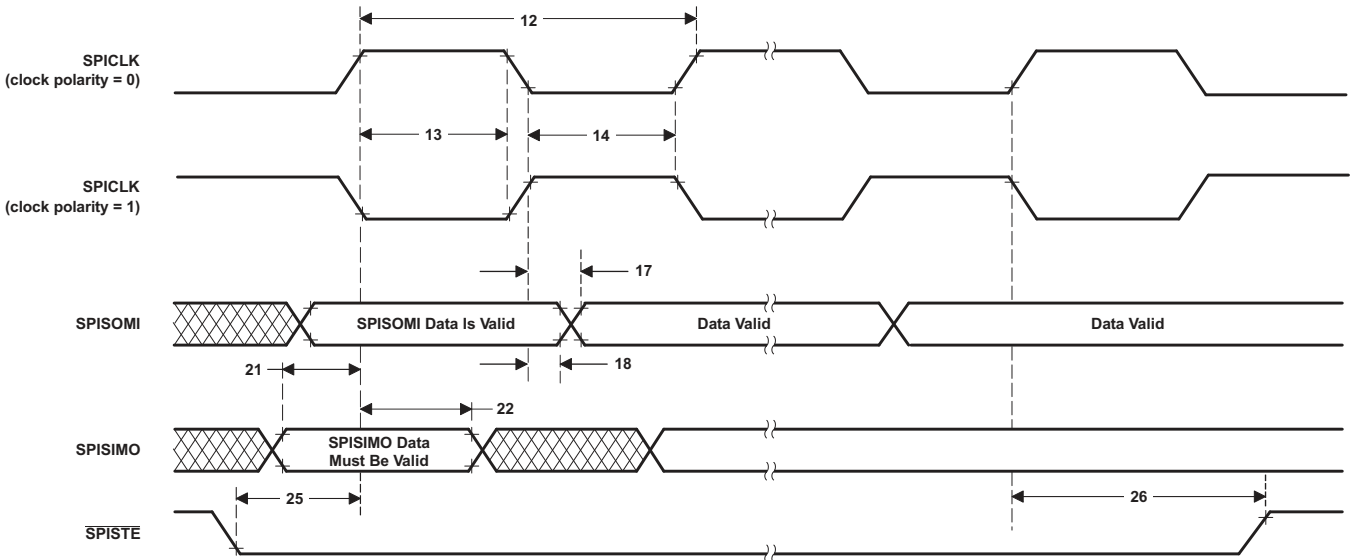 12
SPICLK
(clock polarity = 0)
13
14
SPICLK
(clock polarity = 1)
17
SPISOMI
SPISOMI Data Is Valid
Data Valid
Data Valid
18
21
22
SPISIMO
SPISIMO Data
Must Be Valid
25
26
SPISTE